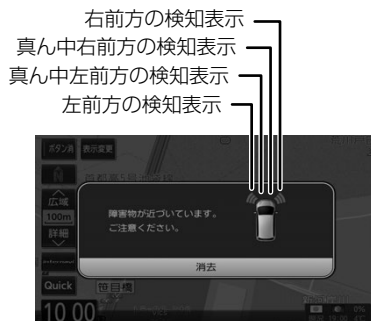 右前方の検知表示
真ん中右前方の検知表示
真ん中左前方の検知表示
左前方の検知表示
ボタン消 表示変更
広域
100m
詳細
障害物が近づいています。
ご注意ください。
消去
Quick 笹目橋
10 00